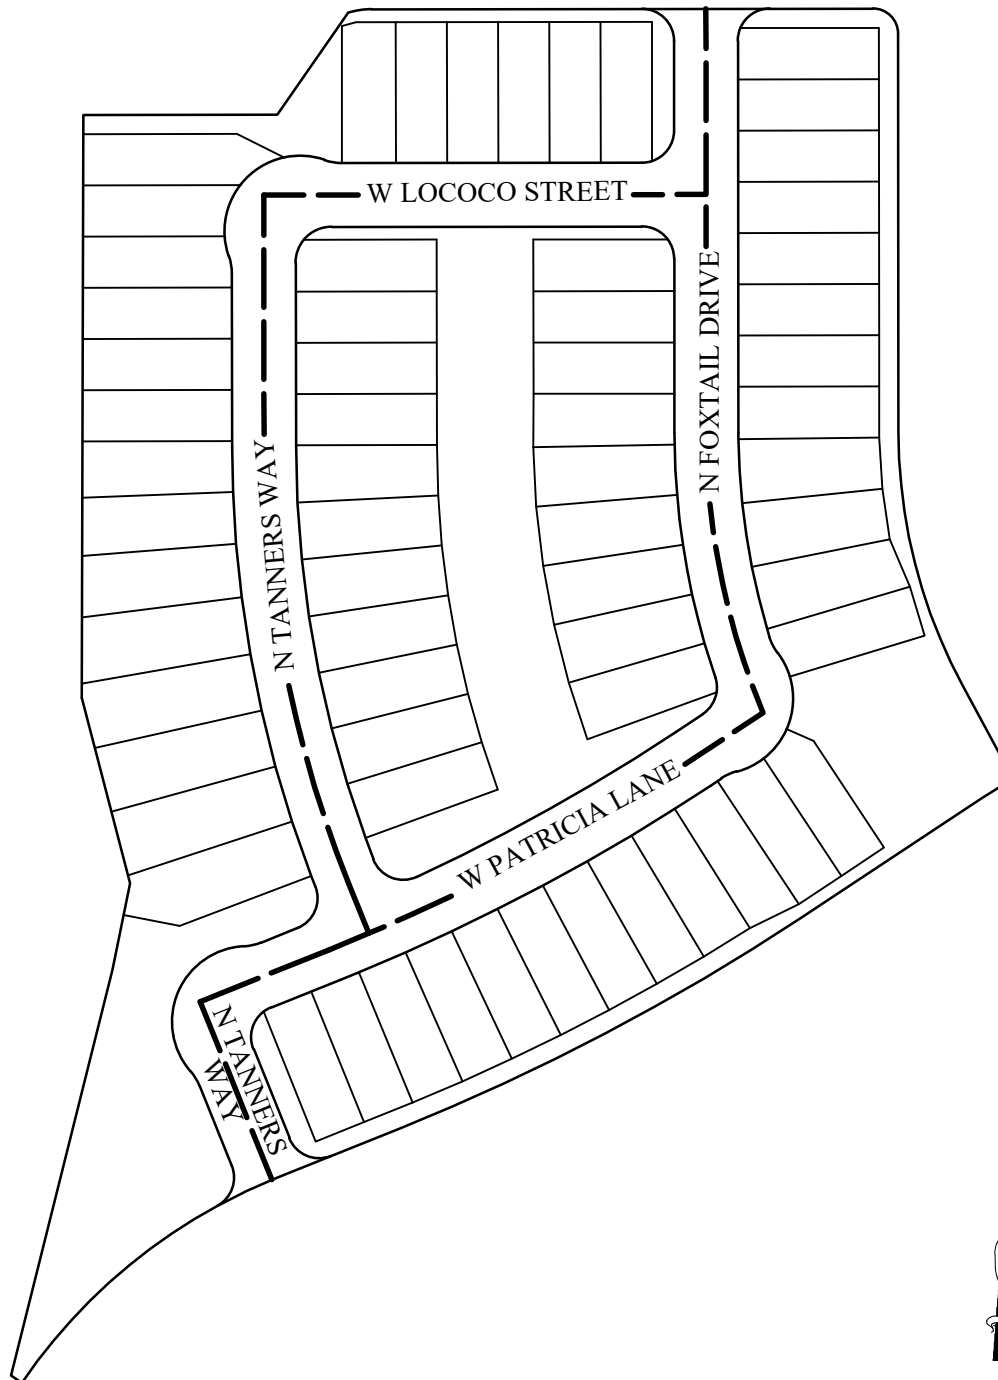 W LOCOCO STREET
N FOXTAIL DRIVE
N TANNERS WAY
W PATRICIA LANE
N TANNERS
WAY